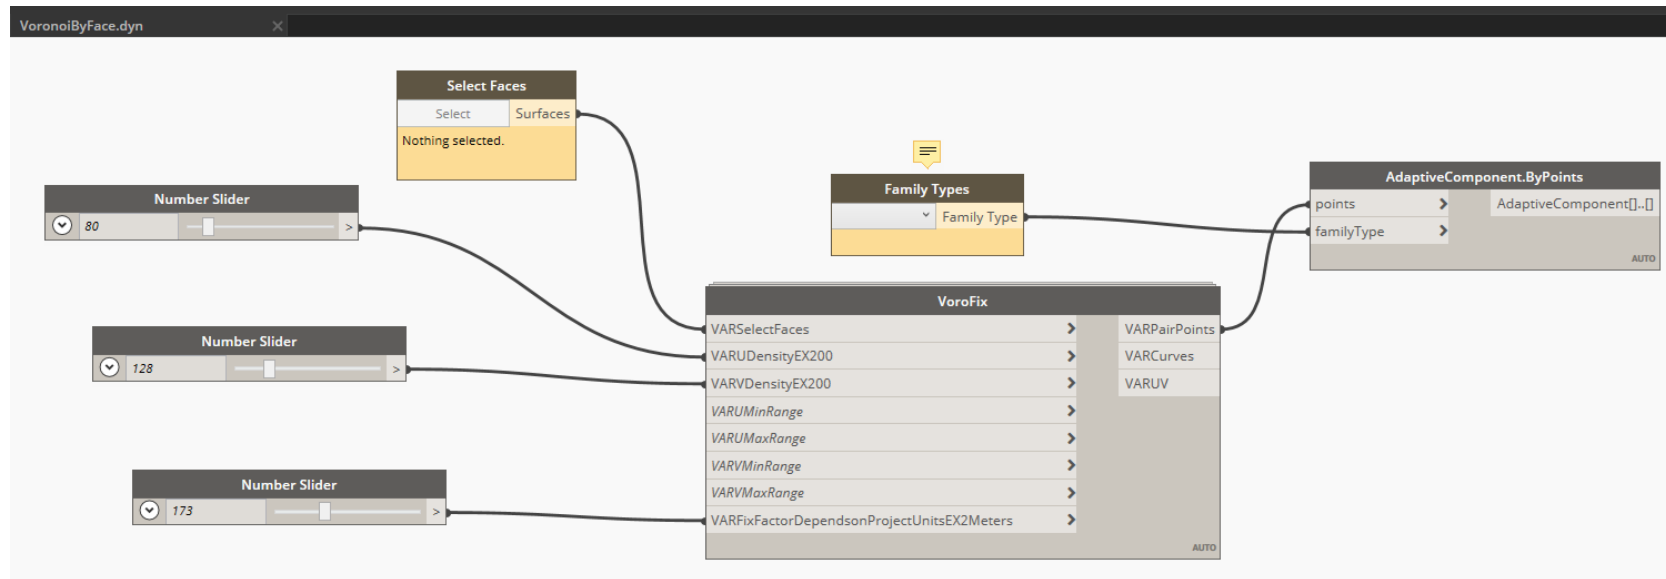 VoronoiByFace.dyn
Select Faces
Select
Surfaces
Nothing selected.
Number Slider
80
>
Family Types
Family Type
AdaptiveComponent.ByPoints
points
AdaptiveComponent[]..[]
familyType
AUTO
VoroFix
VARSelectFaces
VARPairPoints
VARUDensityEX200
VARCurves
VARVDensityEX200
VARUV
VARUMinRange
VARUMaxRange
VARVMinRange
VARVMaxRange
VARFixFactorDependsonProjectUnitsEX2Meters
AUTO
Number Slider
128
>
Number Slider
173
>